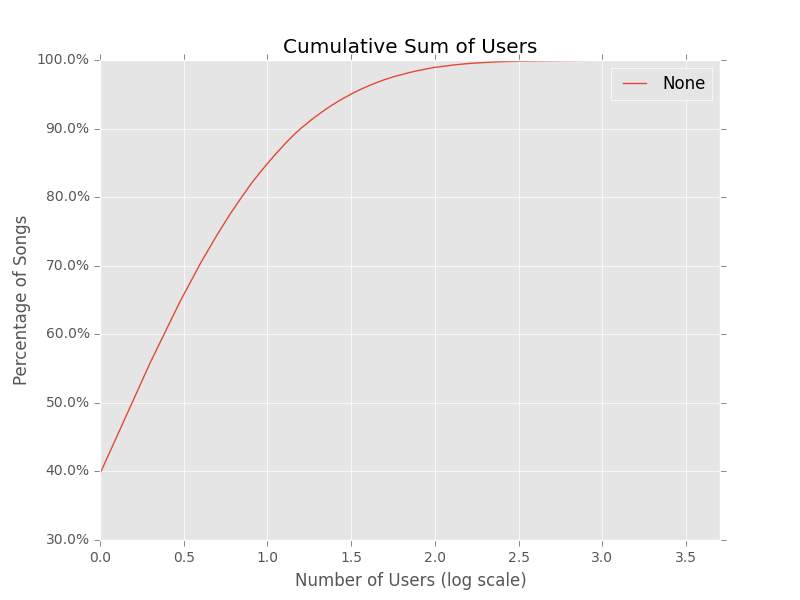 Cumulative Sum of Users
None
Percentage of Songs
100.0%
90.0%
80.0%
70.0%
60.0%
50.0%
40.0%
30.0%
0.0 0.5 1.0 1.5 2.0 2.5 3.0 3.5
Number of Users (log scale)